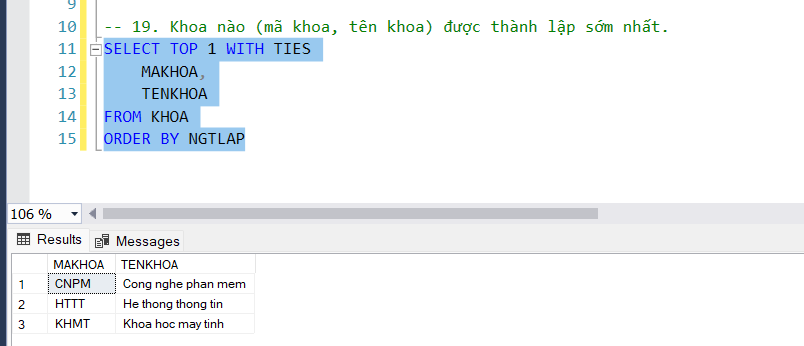 9
10 -- 19. Khoa nào (mã khoa, tên khoa) được thành lập sớm nhất.
11 SELECT TOP 1 WITH TIES
12 MAKHOA,
13 TENKHOA
14 FROM KHOA
15 ORDER BY NGTLAP
106 %
Results Messages
MAKHOA TENKHOA
1 CNPM Cong nghe phan mem
2 HTTT He thong thong tin
3 KHMT Khoa hoc may tinh